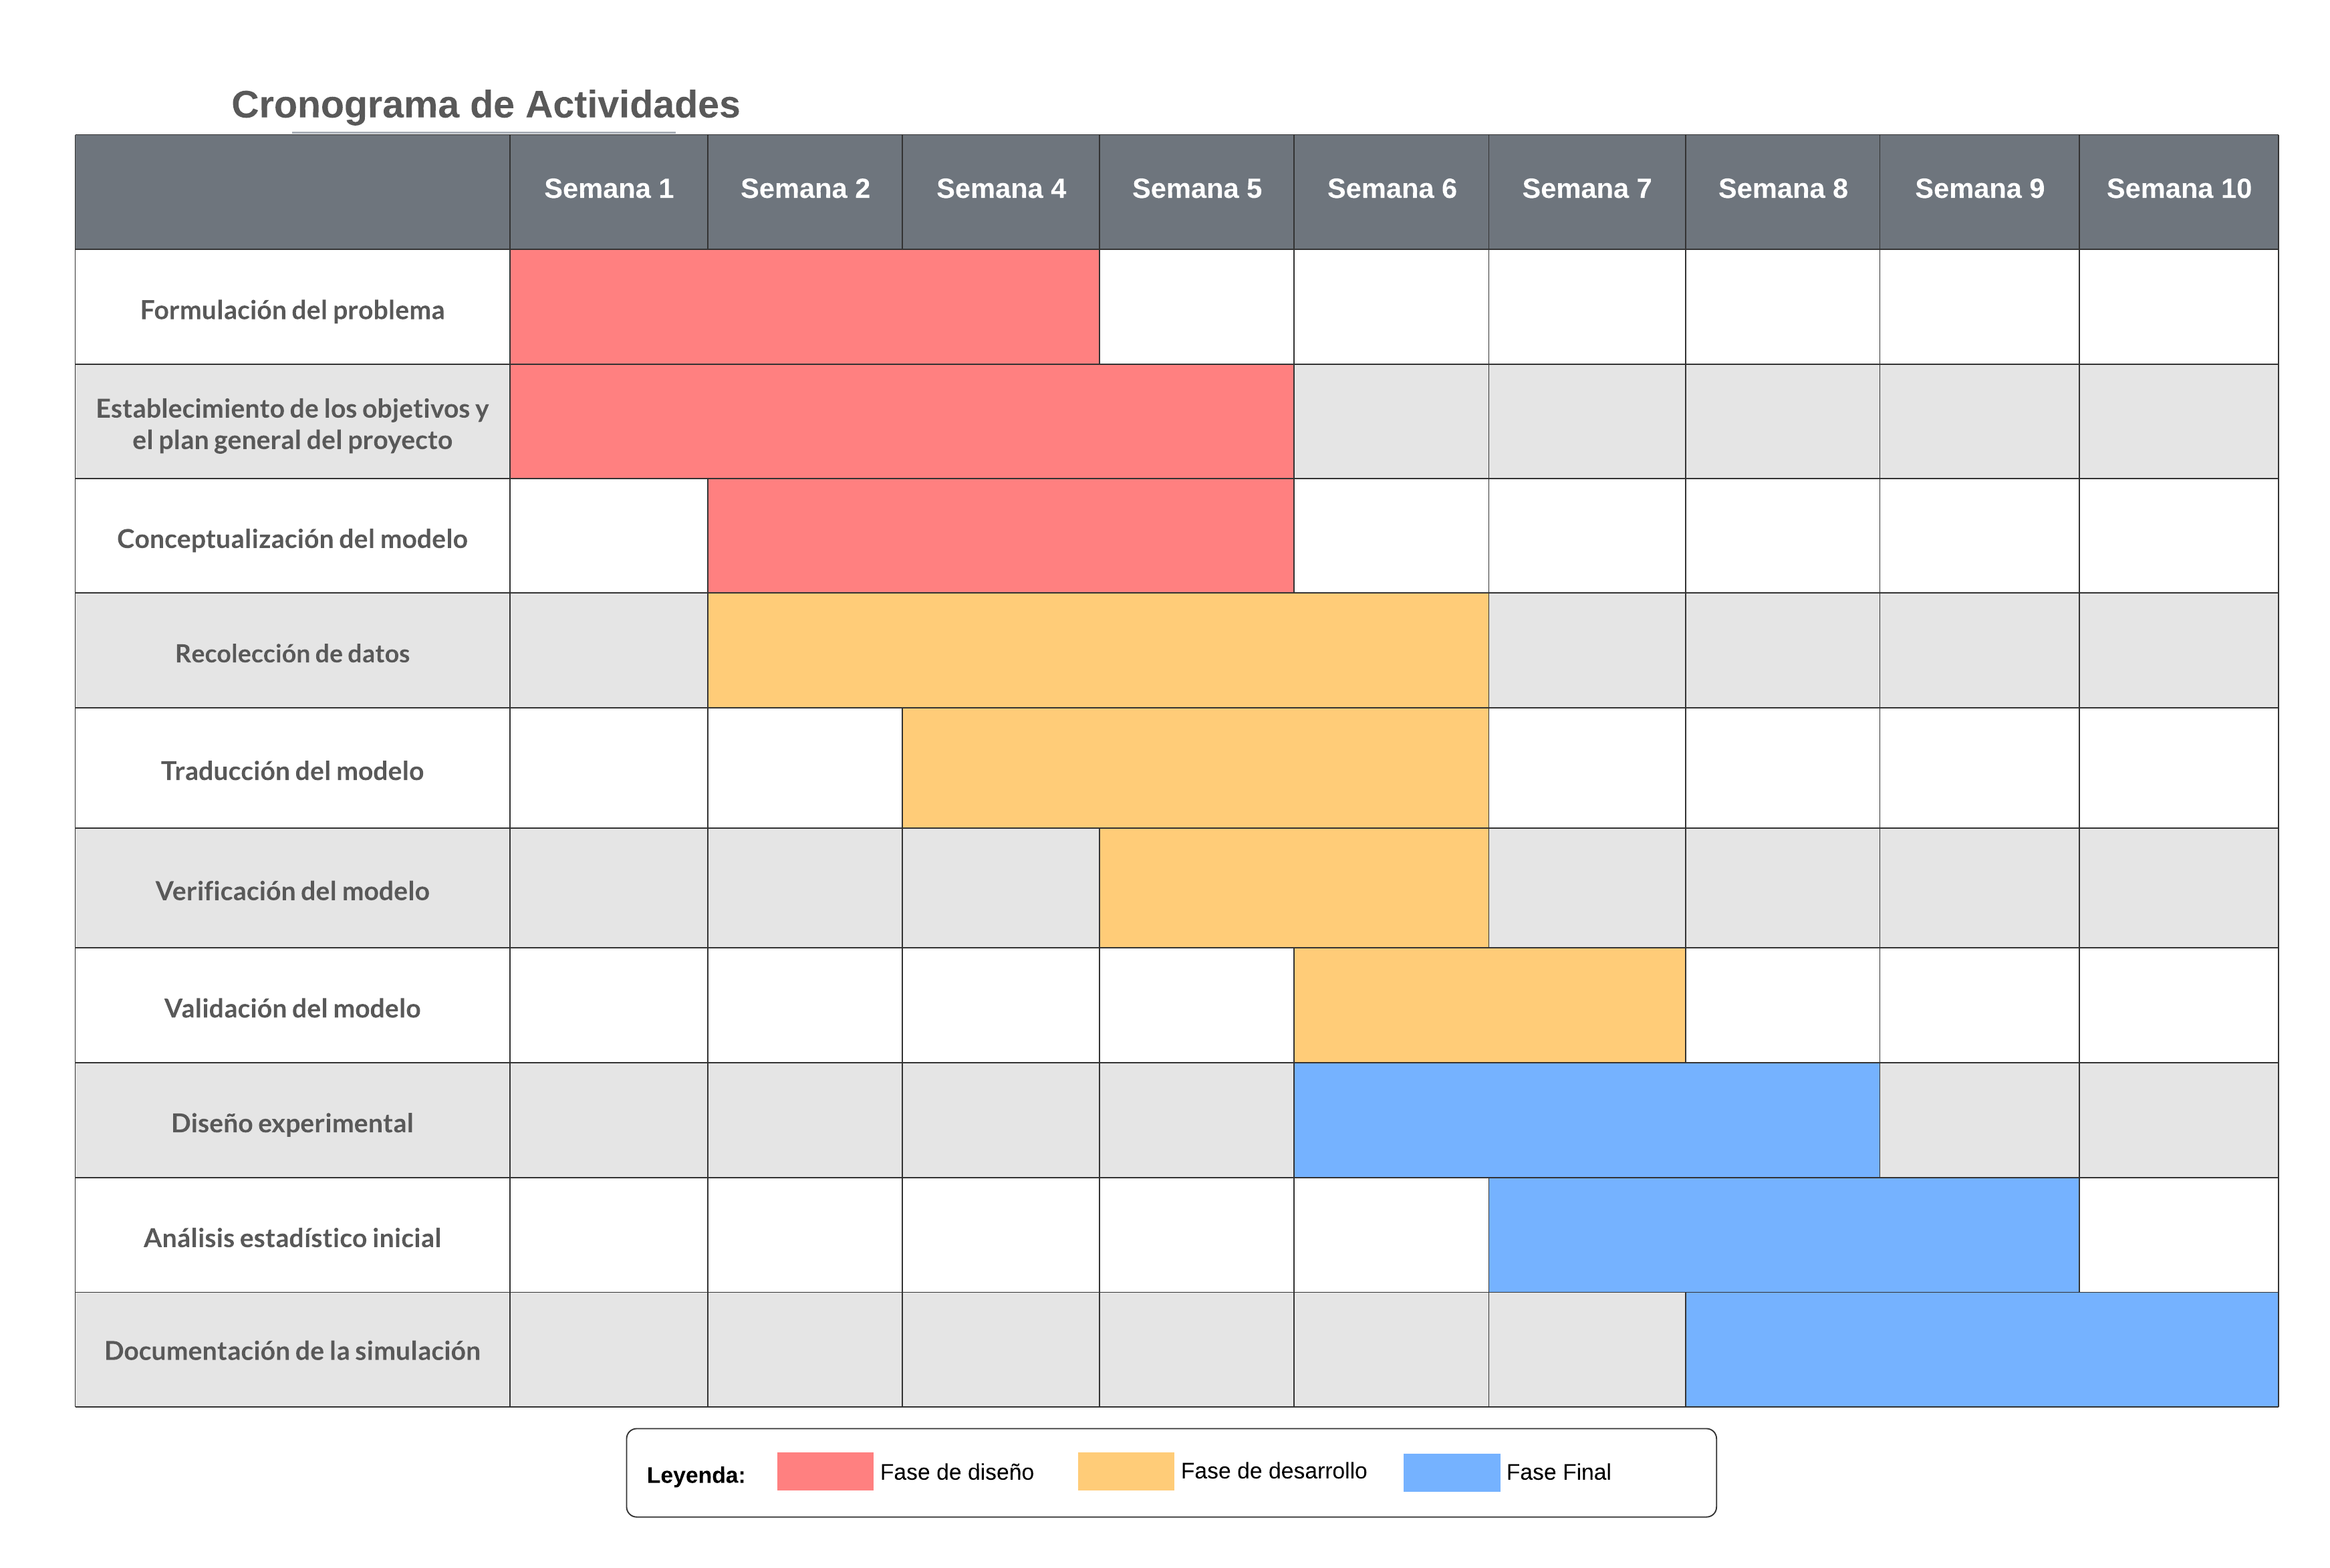 Cronograma de Actividades
Semana 1 Semana 2 Semana 4 Semana 5 Semana 6 Semana 7 Semana 8 Semana 9 Semana 10
Formulación del problema
Establecimiento de los objetivos y
el plan general del proyecto
Conceptualización del modelo
Recolección de datos
Traducción del modelo
Verificación del modelo
Validación del modelo
Diseño experimental
Análisis estadístico inicial
Documentación de la simulación
Leyenda: Fase de diseño Fase de desarrollo Fase Final